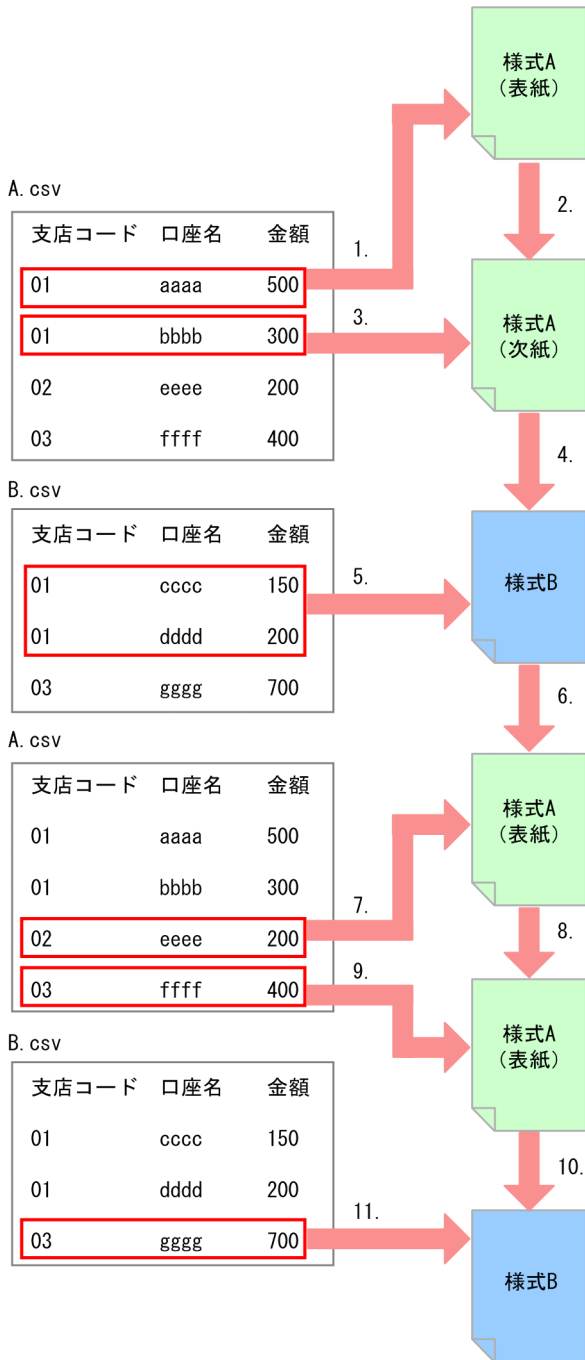 様式A
（表紙）
2.
A.csv
支店コード 口座名 金額
1.
01 aaaa 500
3.
01 bbbb 300
様式A
（次紙）
02 eeee 200
03 ffff 400
4.
B.csv
支店コード 口座名 金額
01 cccc 150
5.
様式B
01 dddd 200
03 gggg 700
6.
A.csv
支店コード 口座名 金額
様式A
（表紙）
01 aaaa 500
01 bbbb 300
7.
02 eeee 200
8.
9.
03 ffff 400
B.csv
様式A
（表紙）
支店コード 口座名 金額
01 cccc 150
10.
01 dddd 200
11.
03 gggg 700
様式B